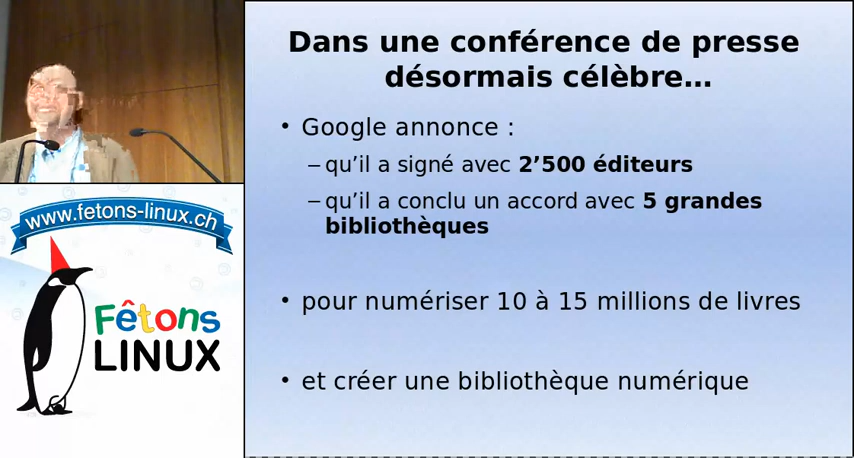 Dans une conférence de presse
désormais célèbre…
• Google annonce :
– qu’il a signé avec 2’500 éditeurs
– qu’il a conclu un accord avec 5 grandes
bibliothèques
• pour numériser 10 à 15 millions de livres
• et créer une bibliothèque numérique
www.fetons-linux.ch
Fêtons
LINUX